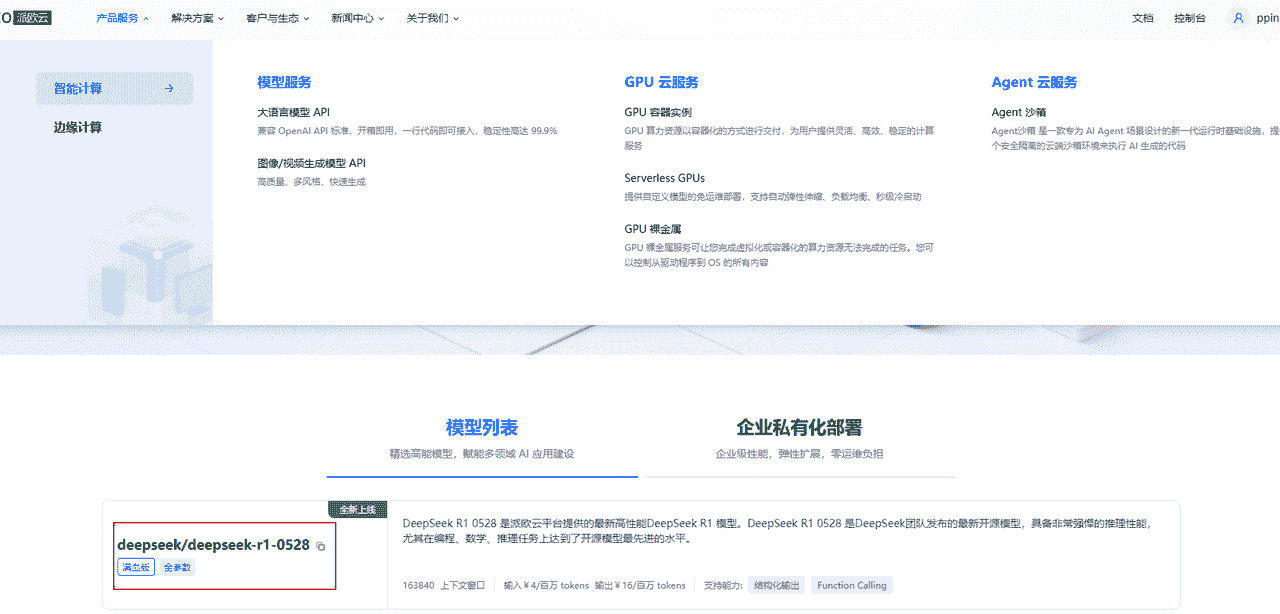 派欧云
产品服务 解决方案 客户与生态 新闻中心 关于我们 文档 控制台
智能计算
边缘计算
模型服务
大语言模型 API
兼容 OpenAI API 标准,开箱即用,一行代码即可接入,稳定性高达 99.9%
图像/视频生成模型 API
高质量、多风格、快速生成
GPU 云服务
GPU 容器实例
GPU 算力资源以容器化的方式进行交付,为用户提供灵活、高效、稳定的计算
服务
Serverless GPUs
提供自定义模型的免运维部署,支持自动弹性伸缩、负载均衡、秒级冷启动
GPU 裸金属
GPU 裸金属服务可让您完成虚拟化或容器化的算力资源无法完成的任务。您可
以控制从驱动程序到 OS 的所有内容
Agent 云服务
Agent 沙箱
Agent沙箱 是一款专为 AI Agent 场景设计的新一代运行时基础设施,提
个安全隔离的云端沙箱环境来执行 AI 生成的代码
模型列表
精选高能模型,赋能多领域 AI 应用建设
企业私有化部署
企业级性能,弹性扩展,零运维负担
全新上线
deepseek/deepseek-r1-0528
满血版 全参数
DeepSeek R1 0528 是派欧云平台提供的最新高性能DeepSeek R1 模型。DeepSeek R1 0528 是DeepSeek团队发布的最新开源模型,具备非常强悍的推理性能,
尤其在编程、数学、推理任务上达到了开源模型最先进的水平。
163840 上下文窗口 输入¥4/百万 tokens 输出¥16/百万 tokens 支持能力: 结构化输出 Function Calling